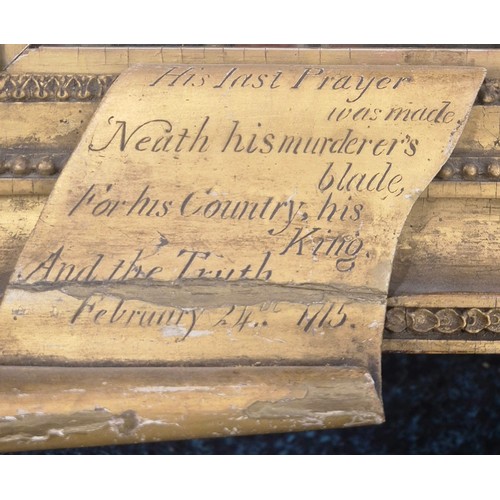 His last Prayer
was made,
'Neath his murderer's
blade,
For his Country, his
King.
And the Truth
February 24th 1715.